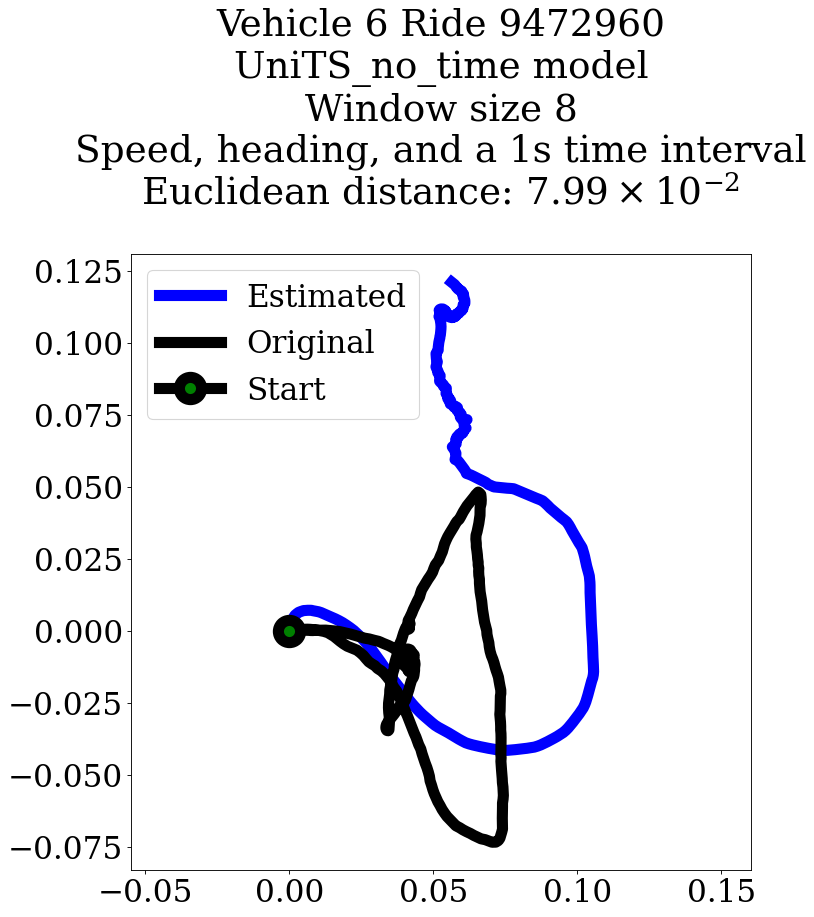 Vehicle 6 Ride 9472960
UniTS_no_time model
Window size 8
Speed, heading, and a 1s time interval
Euclidean distance: 7.99 × 10⁻²
Estimated
Original
Start
0.125
0.100
0.075
0.050
0.025
0.000
−0.025
−0.050
−0.075
−0.05
0.00
0.05
0.10
0.15